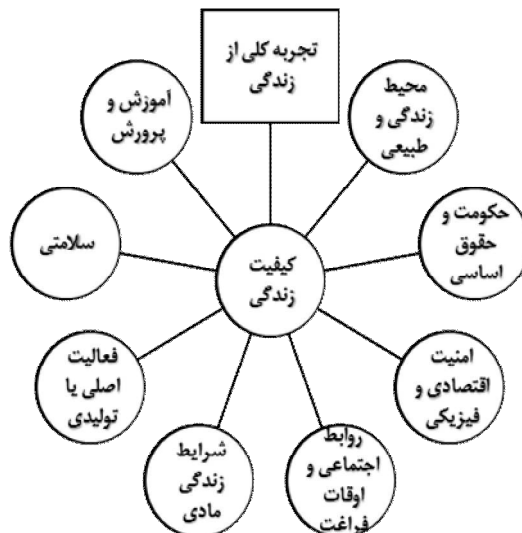 تجربه کلی از
زندگی
محیط
زندگی و
طبیعی
حکومت و
حقوق
اساسی
امنیت
اقتصادی و
فیزیکی
روابط
اجتماعی و
اوقات
فراغت
شرایط
زندگی
مادی
فعالیت
اصلی یا
تولیدی
سلامتی
آموزش و
پرورش
کیفیت
زندگی